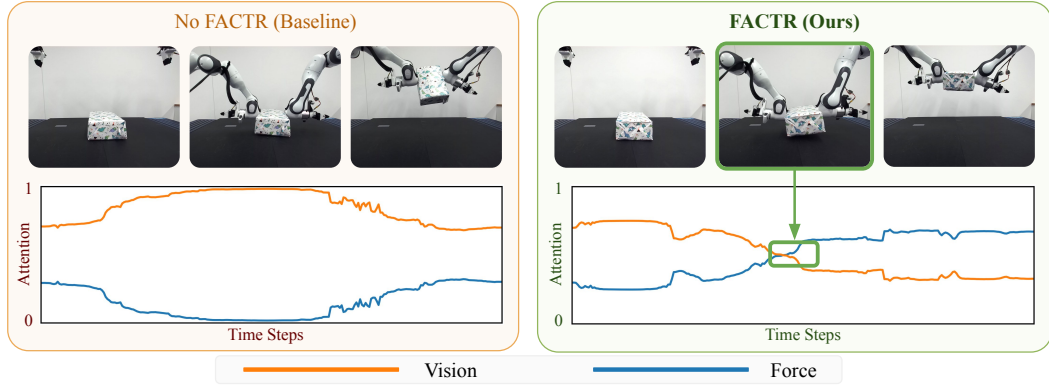 No FACTR (Baseline)
1
Attention
0
Time Steps
FACTR (Ours)
1
Attention
0
Time Steps
Vision
Force